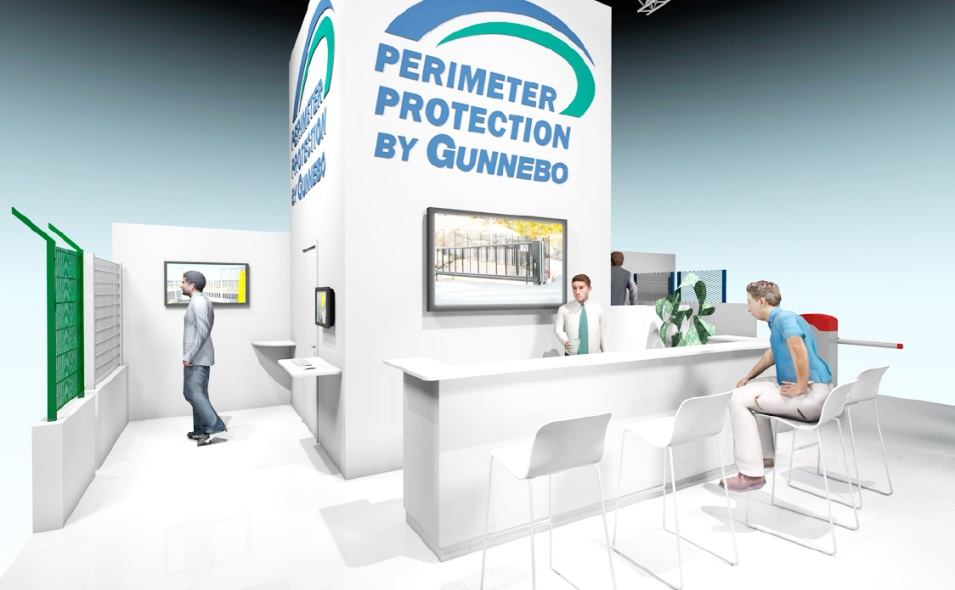 PERIMETER
PROTECTION
BY GUNNEBO
PERIMETER
PROTECTION
BY GUNNEBO